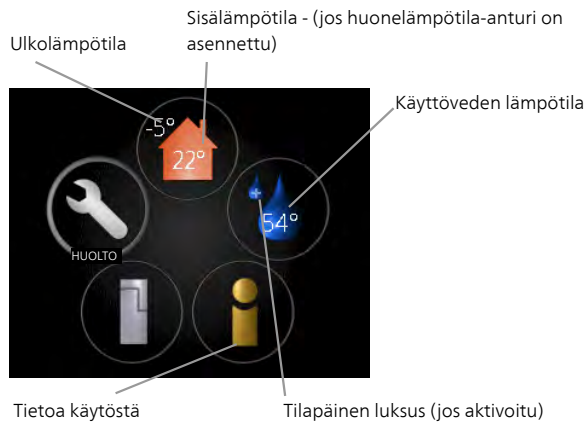 Sisälämpötila - (jos huonelämpötila-anturi on
asennettu)
Ulkolämpötila
Käyttöveden lämpötila
-5°
22°
54°
HUOLTO
Tietoa käytöstä
Tilapäinen luksus (jos aktivoitu)